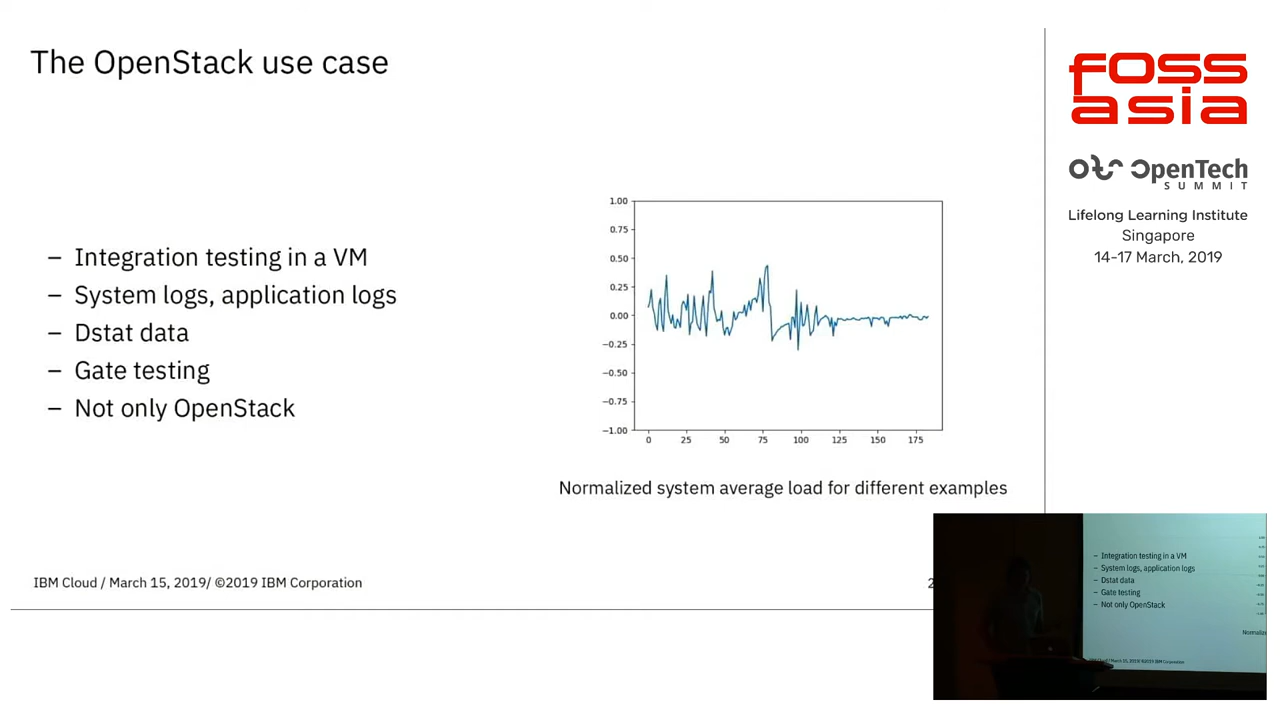 The OpenStack use case
– Integration testing in a VM
– System logs, application logs
– Dstat data
– Gate testing
– Not only OpenStack
1.00
0.75
0.50
0.25
0.00
−0.25
−0.50
−0.75
−1.00
0 25 50 75 100 125 150 175
Normalized system average load for different examples
IBM Cloud / March 15, 2019/ ©2019 IBM Corporation
FOSS
asia
OpenTech
SUMMIT
Lifelong Learning Institute
Singapore
14-17 March, 2019
– Integration testing in a VM
– System logs, application logs
– Dstat data
– Gate testing
– Not only OpenStack